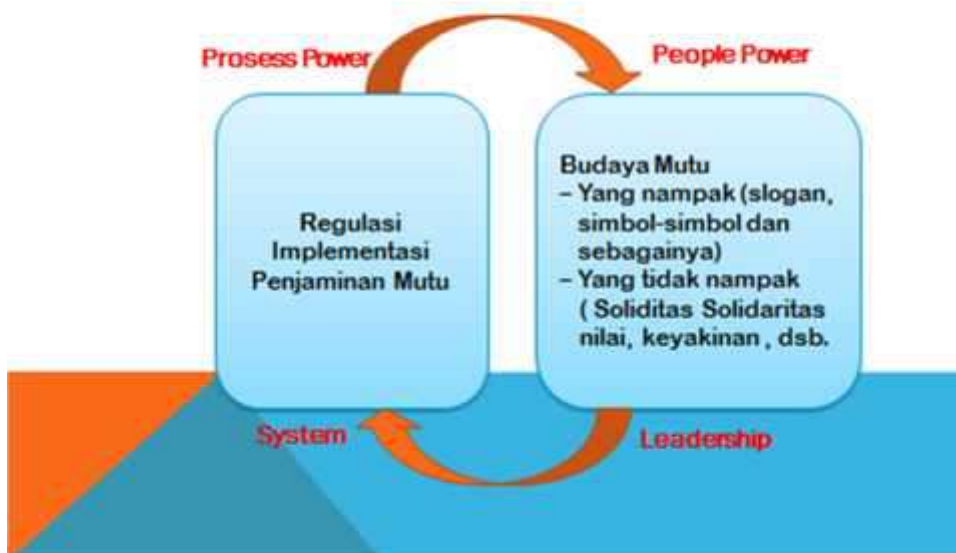 Prosess Power
People Power
Regulasi
Implementasi
Penjaminan Mutu
Budaya Mutu
– Yang nampak (slogan,
simbol-simbol dan
sebagainya)
– Yang tidak nampak
( Soliditas Solidaritas
nilai, keyakinan , dsb.
System
Leadership